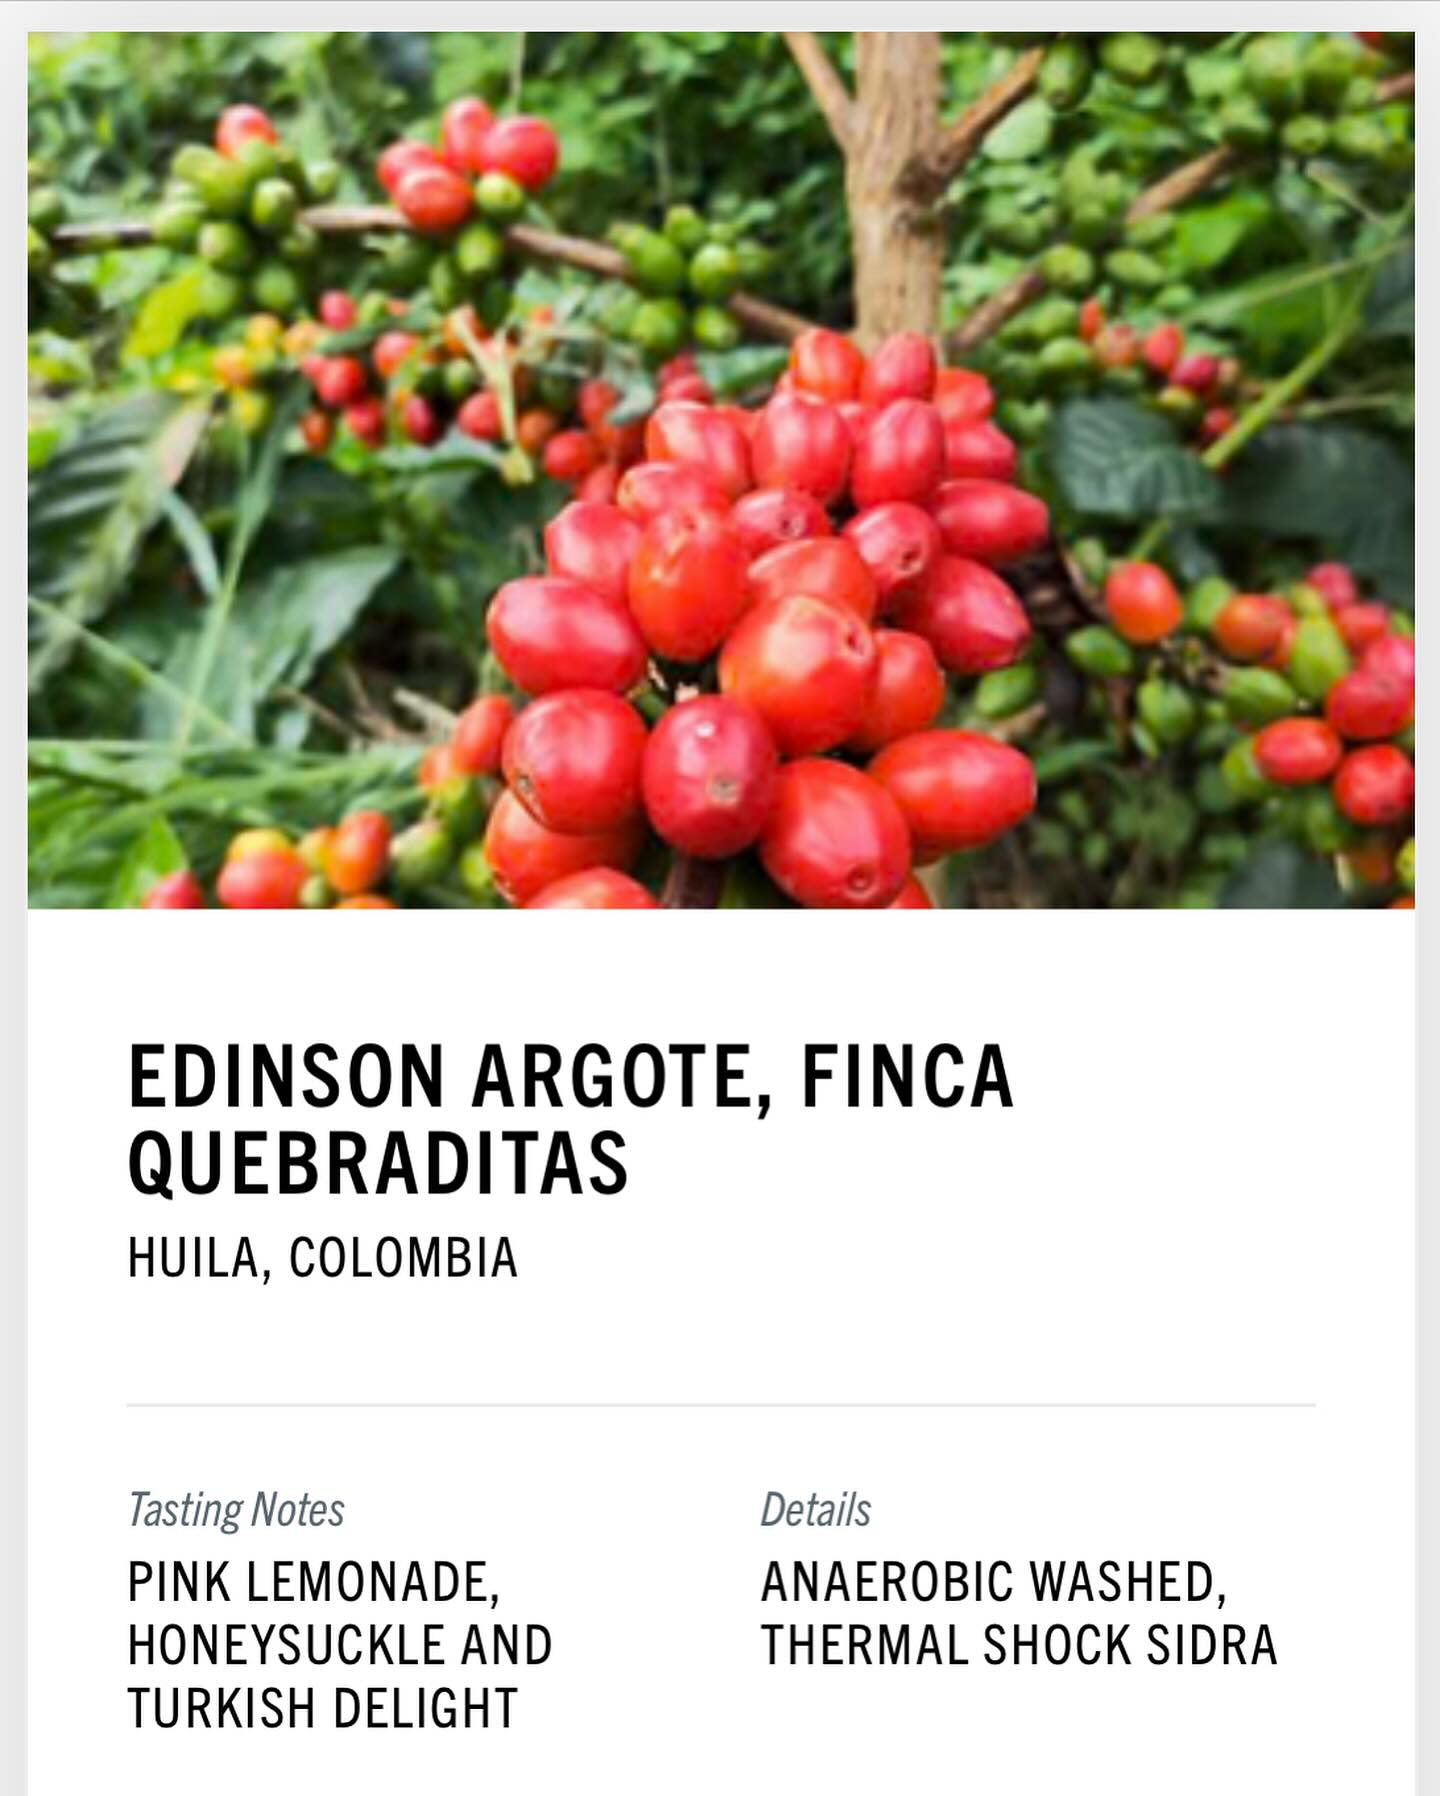 EDINSON ARGOTE, FINCA
QUEBRADITAS
HUILA, COLOMBIA
Tasting Notes
PINK LEMONADE,
HONEYSUCKLE AND
TURKISH DELIGHT
Details
ANAEROBIC WASHED,
THERMAL SHOCK SIDRA